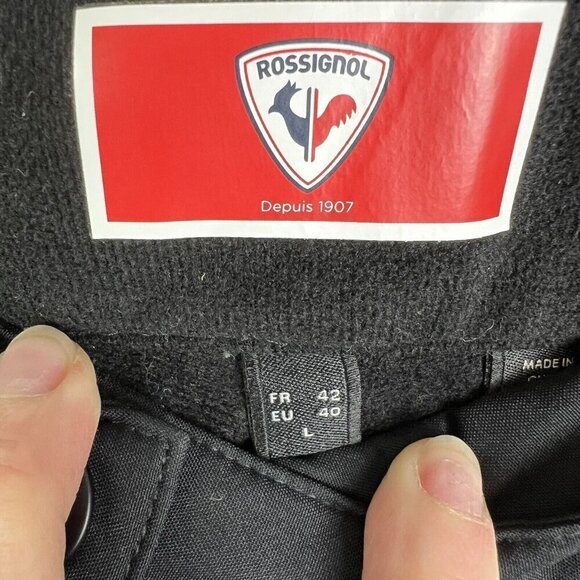 ROSSIGNOL
Depuis 1907
FR 42
EU 40
L
MADE IN